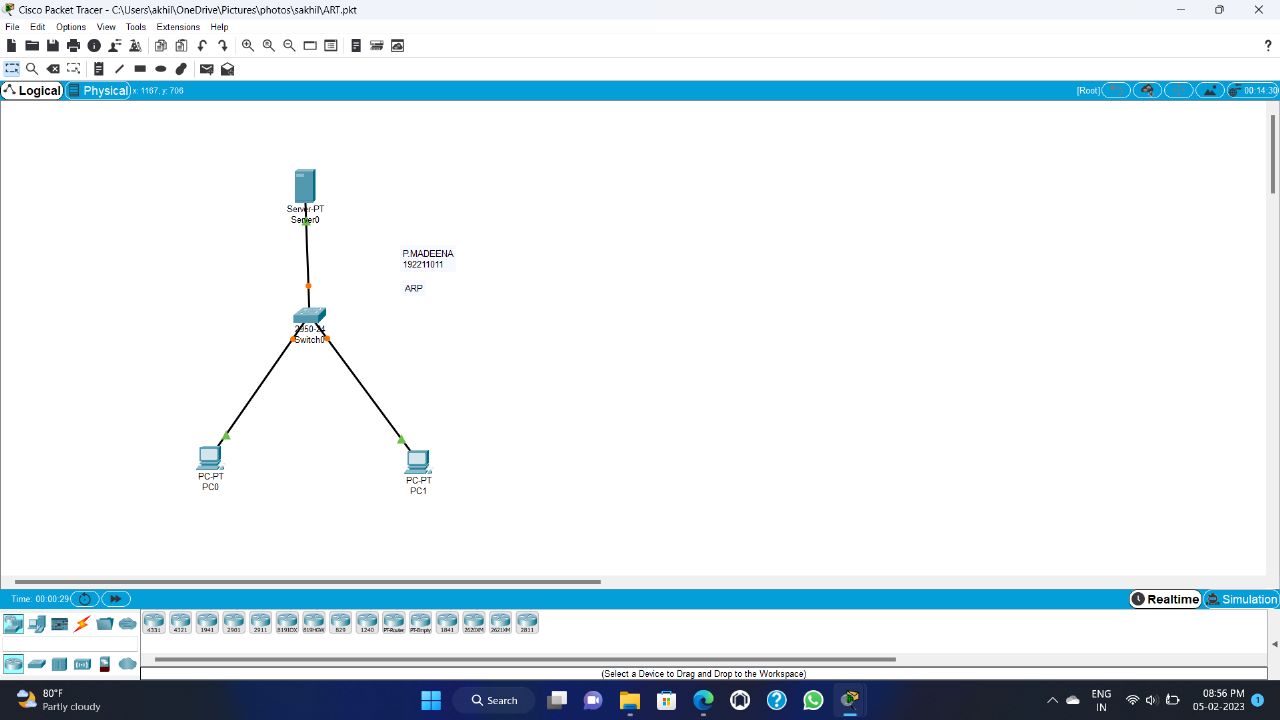 Cisco Packet Tracer - C:\Users\akhil\OneDrive\Pictures\photos\sakhil\ART.pkt
File Edit Options View Tools Extensions Help
Logical Physical x: 1167, y: 706 [Root] 00:14:30
Server-PT
Server0
P.MADEENA
192211011
ARP
2950-24
Switch0
PC-PT
PC0
PC-PT
PC1
Time: 00:00:29 Realtime Simulation
4331 4321 1941 2901 2911 819IOX 819HGW 829 1240 PT-Router PT-Empty 1841 2620XM 2621XM 2811
(Select a Device to Drag and Drop to the Workspace)
80°F
Partly cloudy
Search
ENG
IN
08:56 PM
05-02-2023
1